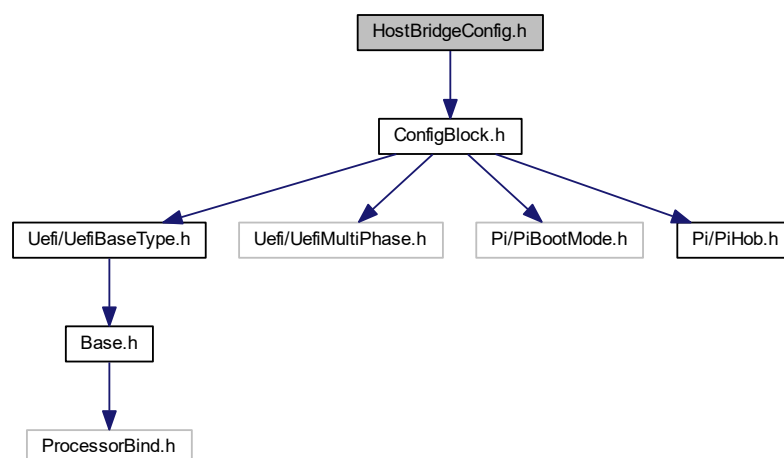 HostBridgeConfig.h
ConfigBlock.h
Uefi/UefiBaseType.h
Uefi/UefiMultiPhase.h
Pi/PiBootMode.h
Pi/PiHob.h
Base.h
ProcessorBind.h